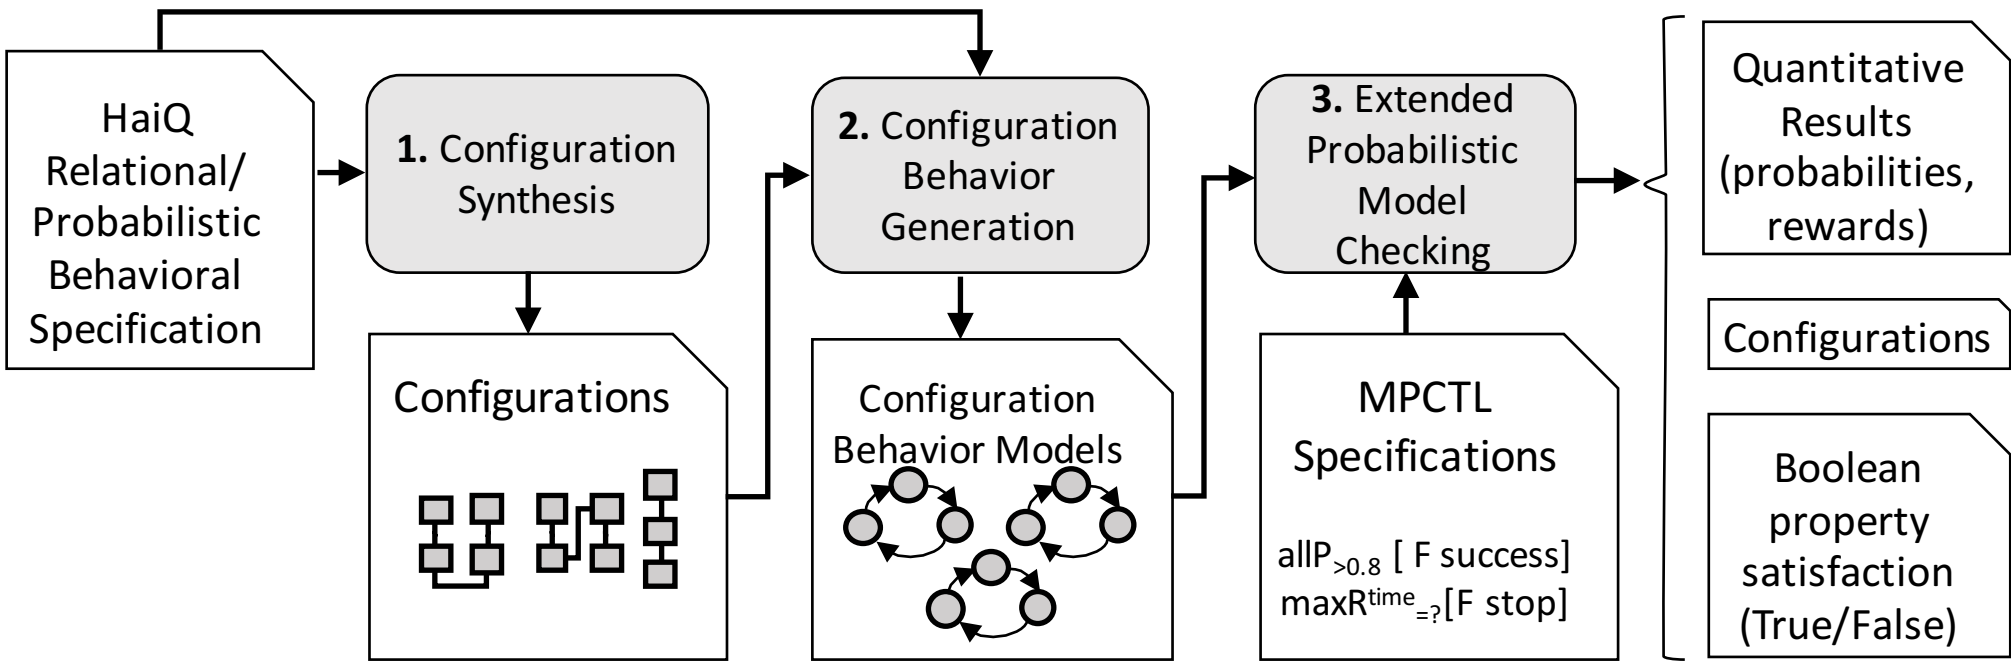 HaiQ
Relational/
Probabilistic
Behavioral
Specification
1. Configuration
Synthesis
Configurations
2. Configuration
Behavior
Generation
Configuration
Behavior Models
3. Extended
Probabilistic
Model
Checking
MPCTL
Specifications
allP>0.8 [ F success]
maxRtime=?[F stop]
Quantitative
Results
(probabilities,
rewards)
Configurations
Boolean
property
satisfaction
(True/False)